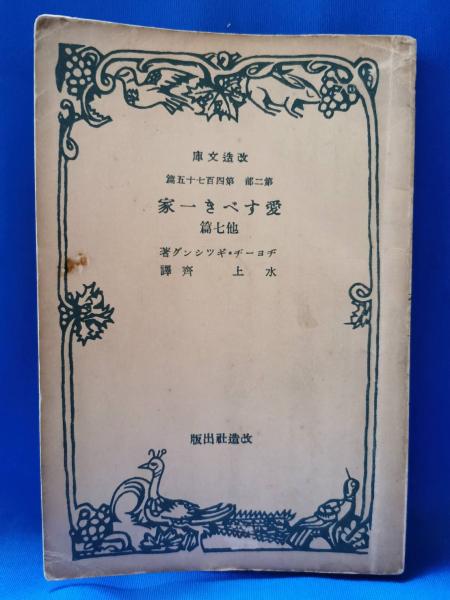 庫文造改
篇五十七百四第 部二第
家一きべす愛
篇七他
著グンシツギ・ヂーヨヂ
譯 齊 上 水
版出社造改